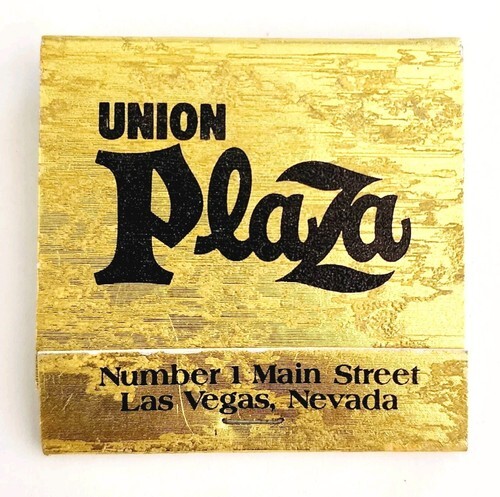 UNION
Plaza
Number 1 Main Street
Las Vegas, Nevada